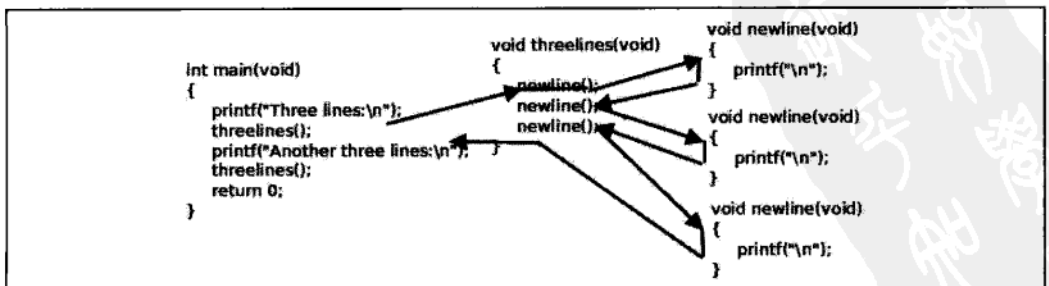 int main(void)
{
printf("Three lines:\n");
threelines();
printf("Another three lines:\n");
threelines();
return 0;
}
void threelines(void)
{
newline();
newline();
newline();
}
void newline(void)
{
printf("\n");
}
void newline(void)
{
printf("\n");
}
void newline(void)
{
printf("\n");
}